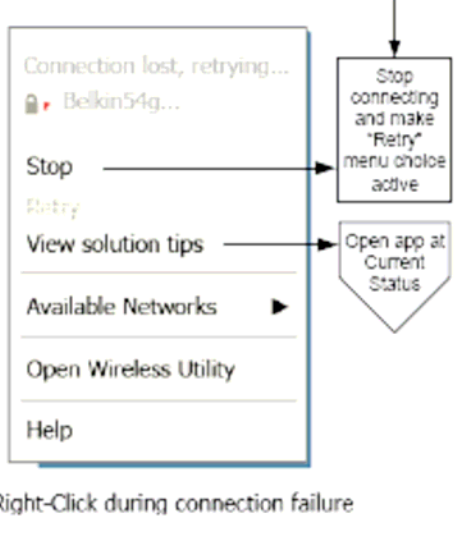 Connection lost, retrying...
Belkin54g...
Stop
Retry
View solution tips
Available Networks
Open Wireless Utility
Help
Stop
connecting
and make
"Retry"
menu choice
active
Open app at
Current
Status
Right-Click during connection failure